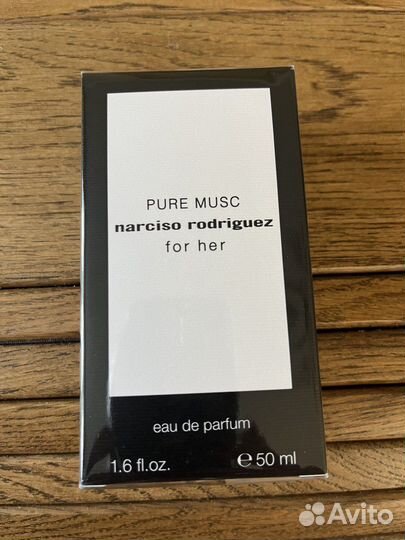 PURE MUSC
narciso rodriguez
for her
eau de parfum
1.6 fl.oz. ℮ 50 ml
Avito